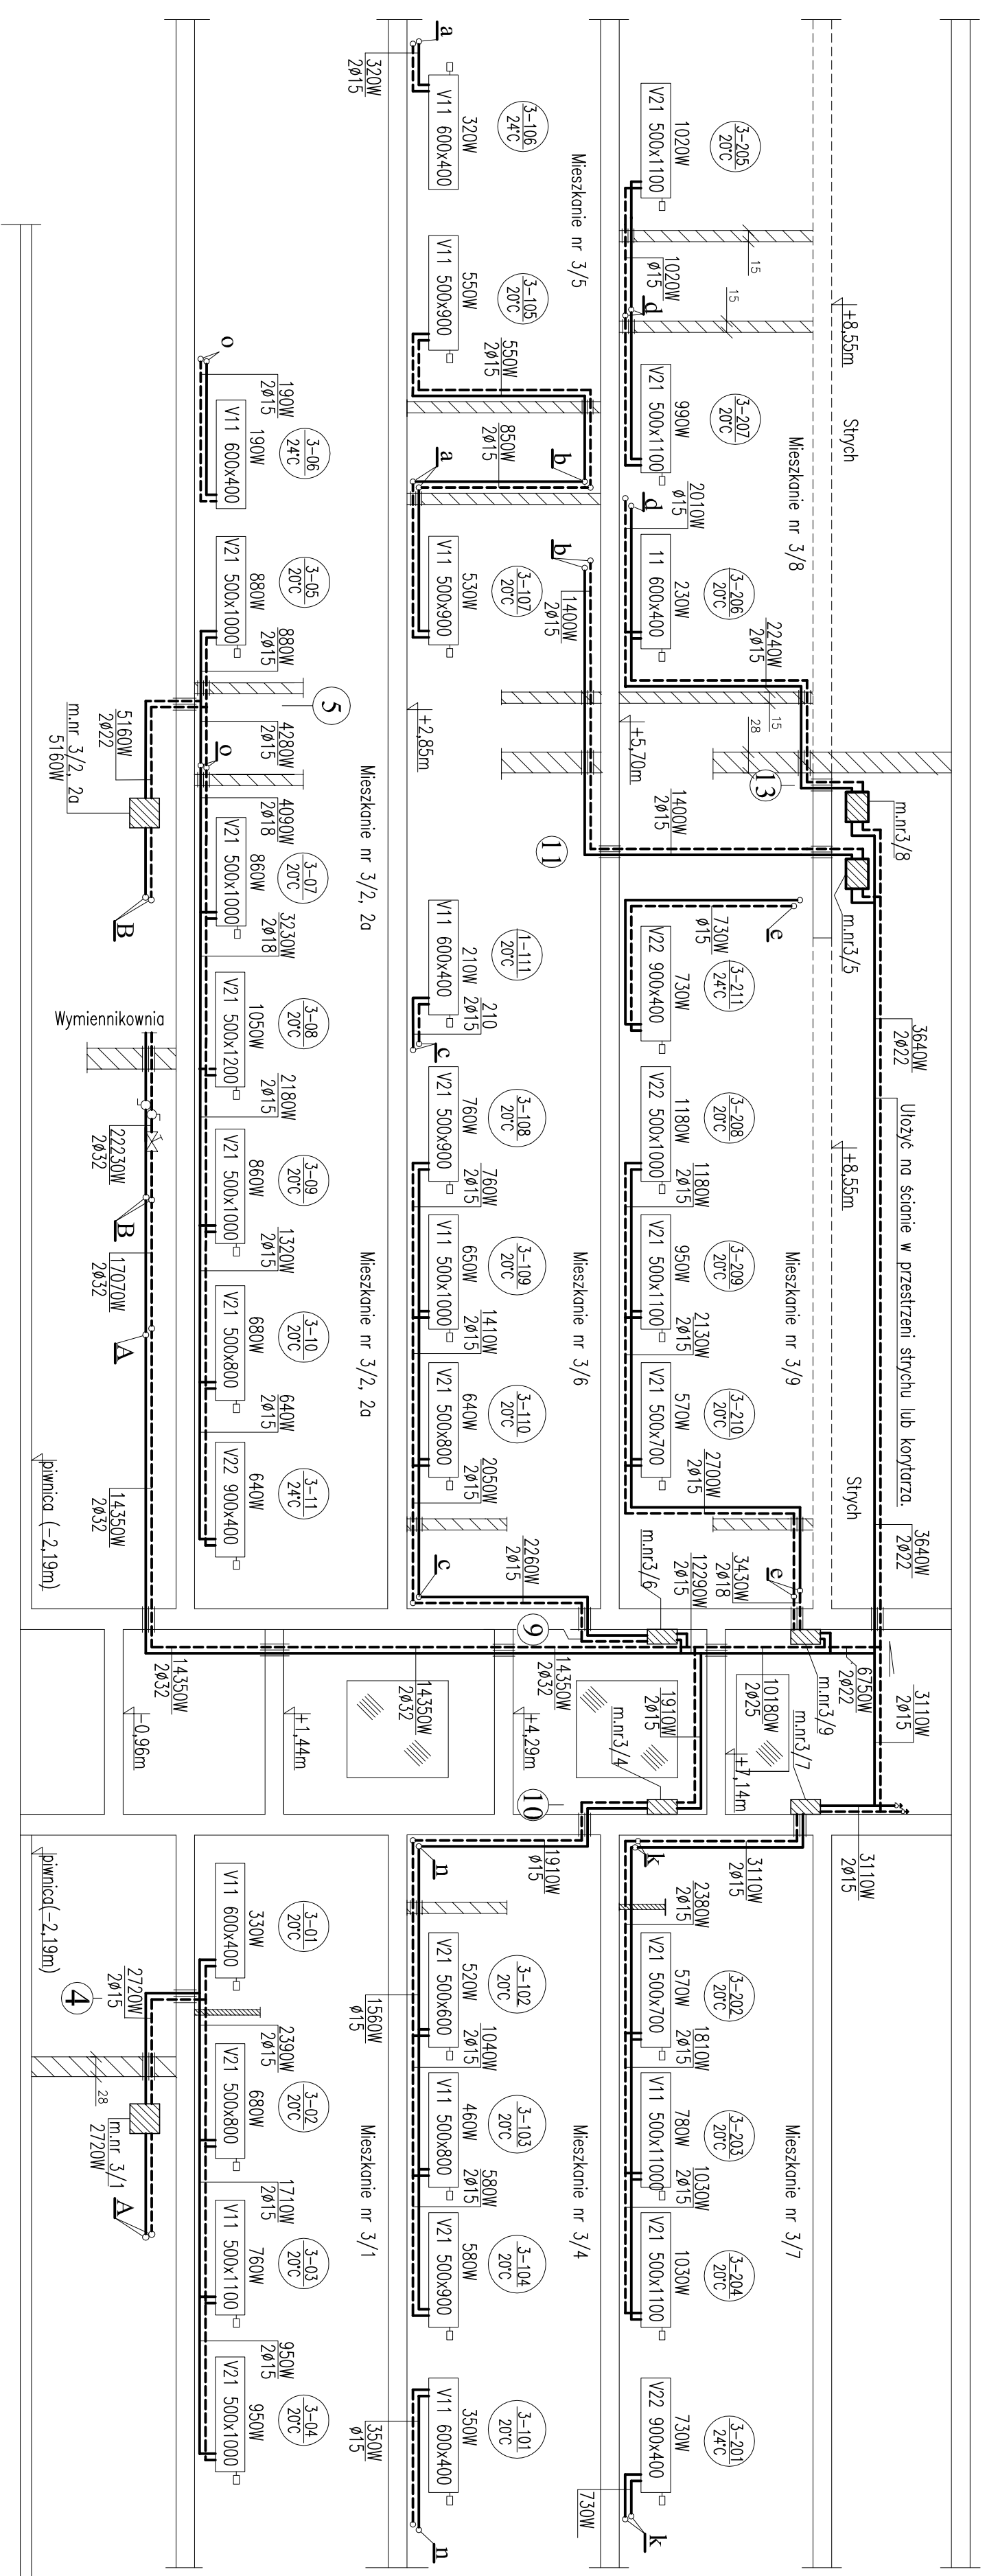 Strych
Strych
+8,55m
+8,55m
Ułożyć na ścianie w przestrzeni strychu lub korytarza.
3640W
2ø22
3640W
2ø22
3110W
2ø15
3110W
2ø15
m.nr3/8
m.nr3/5
6750W
2ø22
m.nr3/9
m.nr3/7
10180W
2ø25
+7,14m
Mieszkanie nr 3/8
3-205
20°C
1020W
V21 500x1100
15
15
1020W
ø15
d
3-207
20°C
990W
V21 500x1100
2010W
ø15
d
3-206
20°C
230W
11 600x400
2240W
2ø15
15
28
13
+5,70m
1400W
2ø15
11
Mieszkanie nr 3/9
e
730W
ø15
3-211
24°C
730W
V22 900x400
3-208
20°C
1180W
V22 500x1000
1180W
2ø15
3-209
20°C
950W
V21 500x1100
2130W
2ø15
3-210
20°C
570W
V21 500x700
2700W
2ø15
e
3430W
2ø18
12290W
2ø15
m.nr3/6
Mieszkanie nr 3/7
k
3110W
2ø15
2380W
2ø15
3-202
20°C
570W
V21 500x700
1810W
2ø15
3-203
20°C
780W
V11 500x11000
1030W
2ø15
3-204
20°C
1030W
V21 500x1100
3-201
24°C
730W
V22 900x400
730W
k
Mieszkanie nr 3/5
a
320W
2ø15
3-106
24°C
320W
V11 600x400
3-105
20°C
550W
V11 500x900
550W
2ø15
850W
2ø15
a
b
3-107
20°C
530W
V11 500x900
b
1400W
2ø15
+2,85m
Mieszkanie nr 3/6
1-111
20°C
210W
V11 600x400
210
2ø15
c
3-108
20°C
760W
V21 500x900
760W
2ø15
3-109
20°C
650W
V11 500x1000
1410W
2ø15
3-110
20°C
640W
V21 500x800
2050W
2ø15
c
2260W
2ø15
9
14350W
2ø32
1910W
2ø15
m.nr3/4
+4,29m
10
Mieszkanie nr 3/4
n
1910W
ø15
1560W
ø15
3-102
20°C
520W
V21 500x600
1040W
2ø15
3-103
20°C
460W
V11 500x800
580W
2ø15
3-104
20°C
580W
V21 500x900
3-101
20°C
350W
V11 600x400
350W
ø15
n
Mieszkanie nr 3/2, 2a
Mieszkanie nr 3/2, 2a
o
190W
2ø15
3-06
24°C
190W
V11 600x400
3-05
20°C
880W
V21 500x1000
880W
2ø15
5
4280W
2ø15
o
4090W
2ø18
3-07
20°C
860W
V21 500x1000
3230W
2ø18
3-08
20°C
1050W
V21 500x1200
2180W
2ø15
3-09
20°C
860W
V21 500x1000
1320W
2ø15
3-10
20°C
680W
V21 500x800
640W
2ø15
3-11
24°C
640W
V22 900x400
14350W
2ø32
+1,44m
14350W
2ø32
-0,96m
Mieszkanie nr 3/1
3-01
20°C
330W
V11 600x400
2390W
2ø15
3-02
20°C
680W
V21 500x800
1710W
2ø15
3-03
20°C
760W
V11 500x1100
950W
2ø15
3-04
20°C
950W
V21 500x1000
5160W
2ø22
m.nr 3/2, 2a
5160W
B
Wymiennikownia
22230W
2ø32
B
17070W
2ø32
A
14350W
2ø32
piwnica (-2,19m)
piwnica(-2,19m)
2720W
2ø15
4
28
m.nr 3/1
2720W
A